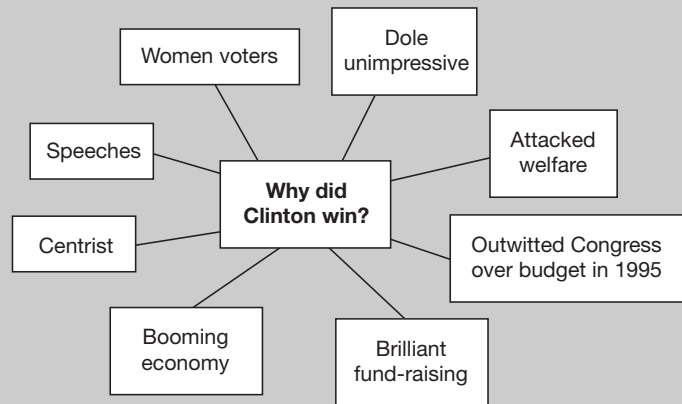 Dole
unimpressive
Women voters
Attacked
welfare
Speeches
Why did
Clinton win?
Centrist
Outwitted Congress
over budget in 1995
Booming
economy
Brilliant
fund-raising